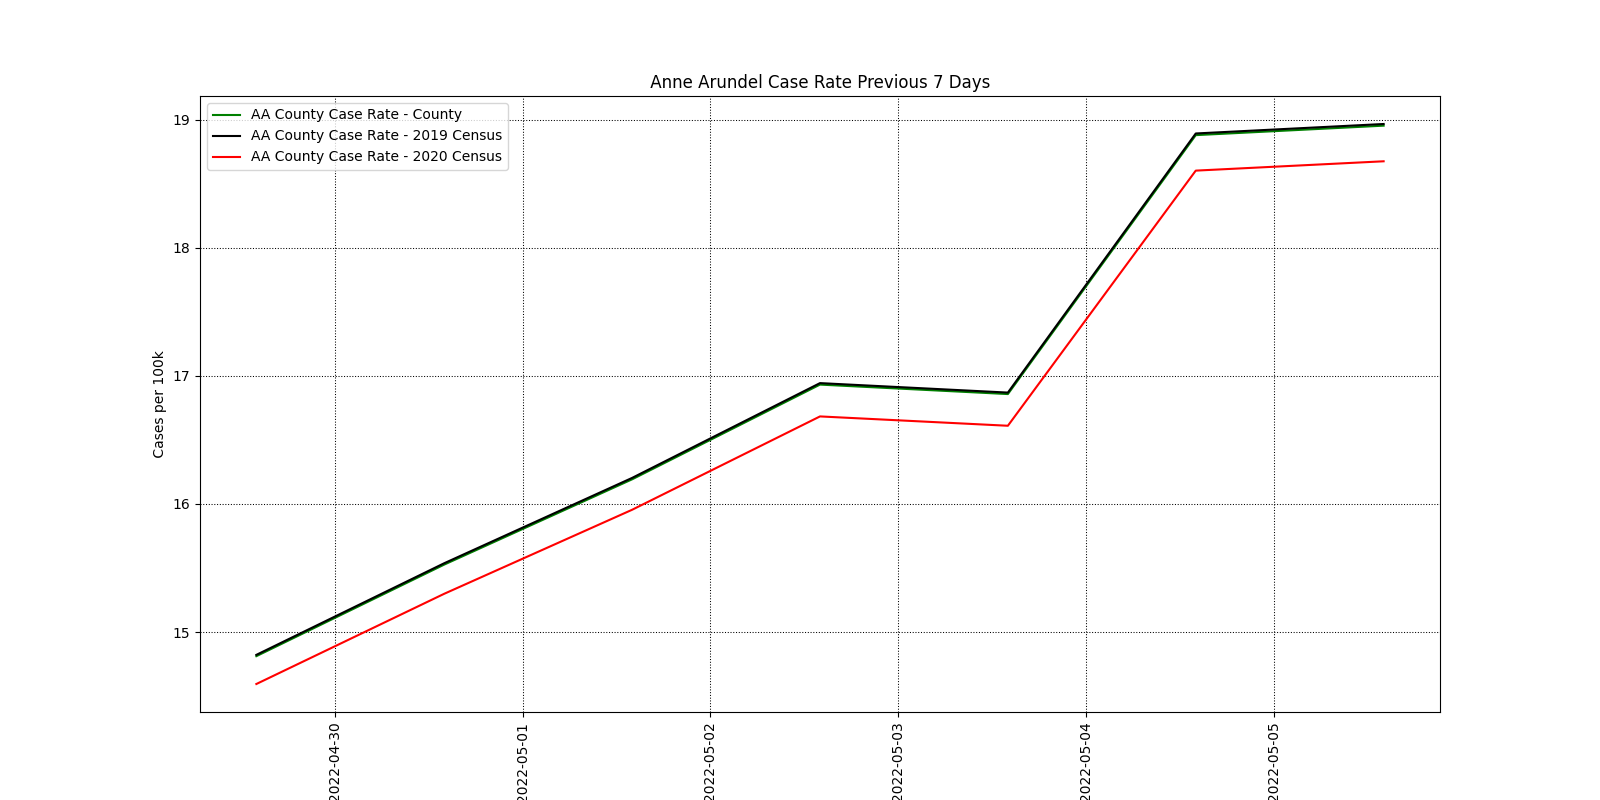 Anne Arundel Case Rate Previous 7 Days
AA County Case Rate - County
AA County Case Rate - 2019 Census
AA County Case Rate - 2020 Census
19
18
17
16
15
Cases per 100k
2022-04-30
2022-05-01
2022-05-02
2022-05-03
2022-05-04
2022-05-05